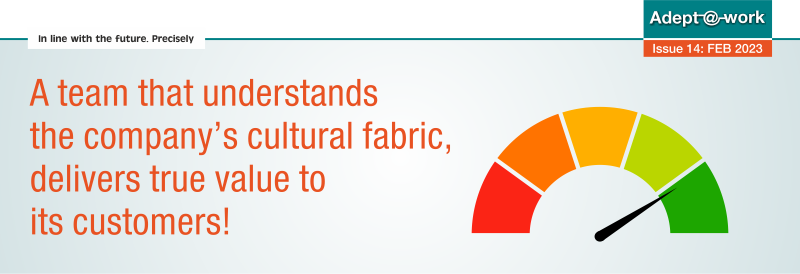 Adept-@-work
In line with the future. Precisely
Issue 14: FEB 2023
A team that understands
the company's cultural fabric,
delivers true value to
its customers!